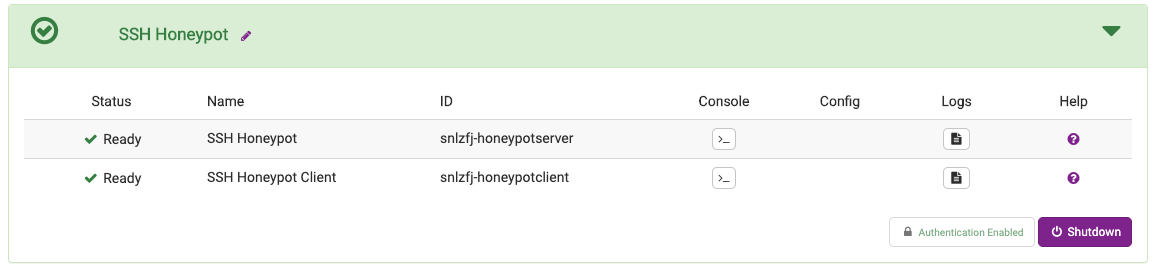 SSH Honeypot
Status Name ID Console Config Logs Help
Ready SSH Honeypot snlzfj-honeypotserver >_ ?
Ready SSH Honeypot Client snlzfj-honeypotclient >_ ?
Authentication Enabled Shutdown